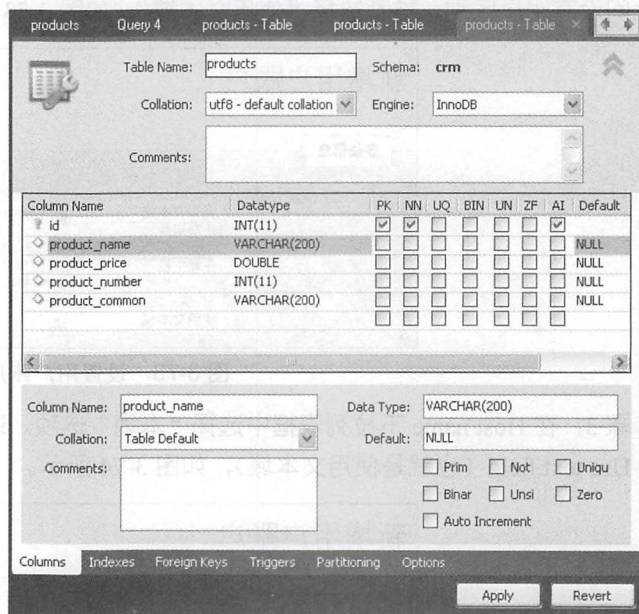 products Query 4 products - Table products - Table products - Table
Table Name: products Schema: crm
Collation: utf8 - default collation Engine: InnoDB
Comments:
Column Name Datatype PK NN UQ BIN UN ZF AI Default
id INT(11)
product_name VARCHAR(200) NULL
product_price DOUBLE NULL
product_number INT(11) NULL
product_common VARCHAR(200) NULL
Column Name: product_name Data Type: VARCHAR(200)
Collation: Table Default Default: NULL
Comments: Prim Not Uniqu
Binar Unsi Zero
Auto Increment
Columns Indexes Foreign Keys Triggers Partitioning Options
Apply Revert